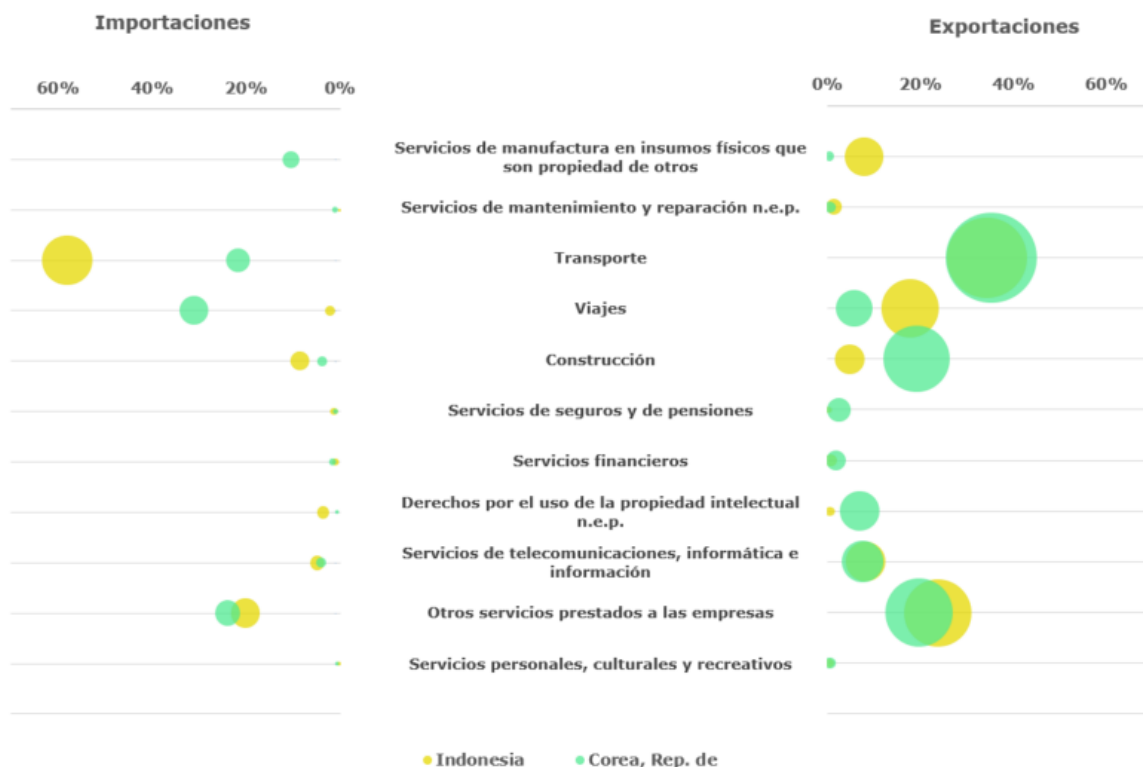 Importaciones
Exportaciones
60% 40% 20% 0%
0% 20% 40% 60%
Servicios de manufactura en insumos físicos que
son propiedad de otros
Servicios de mantenimiento y reparación n.e.p.
Transporte
Viajes
Construcción
Servicios de seguros y de pensiones
Servicios financieros
Derechos por el uso de la propiedad intelectual
n.e.p.
Servicios de telecomunicaciones, informática e
información
Otros servicios prestados a las empresas
Servicios personales, culturales y recreativos
Indonesia
Corea, Rep. de